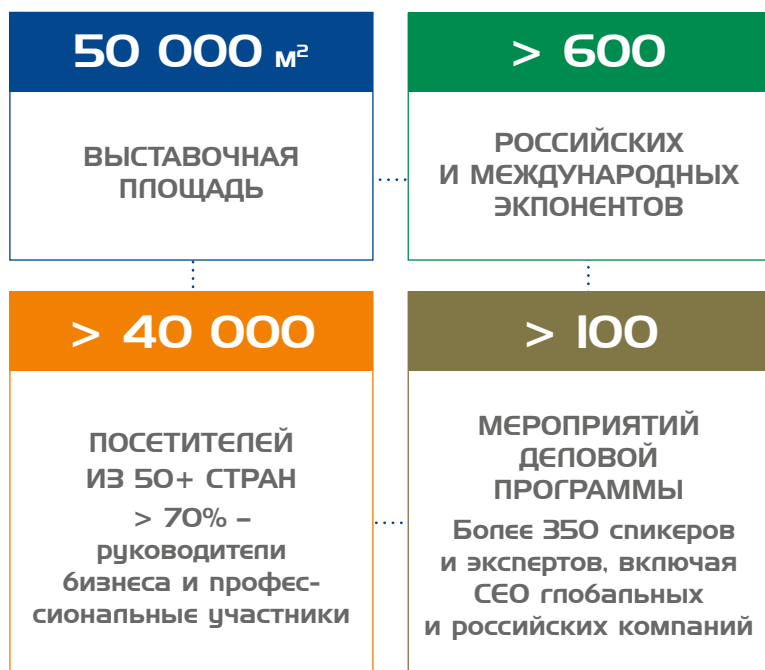 50 000 м²
ВЫСТАВОЧНАЯ
ПЛОЩАДЬ
> 600
РОССИЙСКИХ
И МЕЖДУНАРОДНЫХ
ЭКПОНЕНТОВ
> 40 000
ПОСЕТИТЕЛЕЙ
ИЗ 50+ СТРАН
> 70% –
руководители
бизнеса и профес-
сиональные участники
> 100
МЕРОПРИЯТИЙ
ДЕЛОВОЙ
ПРОГРАММЫ
Более 350 спикеров
и экспертов, включая
CEO глобальных
и российских компаний